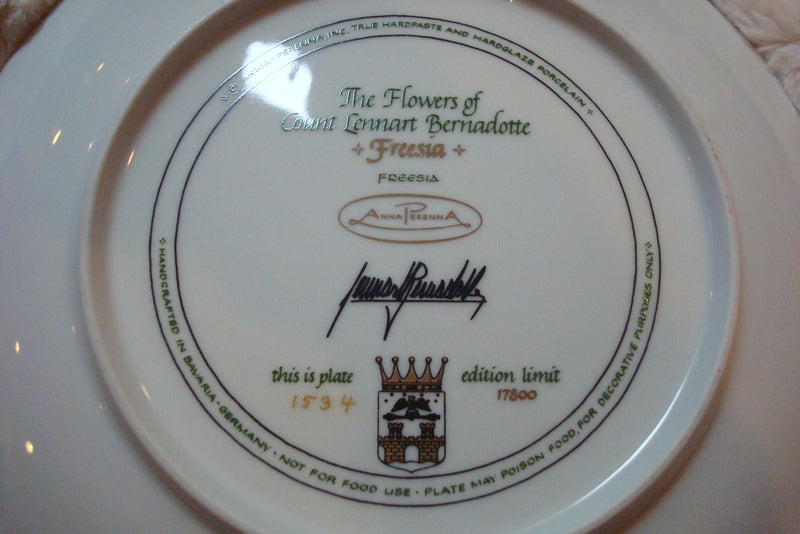 © ANNA-PERENNA, INC. TRUE HARDPASTE AND HARDGLAZE PORCELAIN
The Flowers of
Count Lennart Bernadotte
Freesia
FREESIA
ANNA PERENNA
Lennart Bernadotte
this is plate
1534
edition limit
17800
HANDCRAFTED IN BAVARIA · GERMANY · NOT FOR FOOD USE · PLATE MAY POISON FOOD, FOR DECORATIVE PURPOSES ONLY